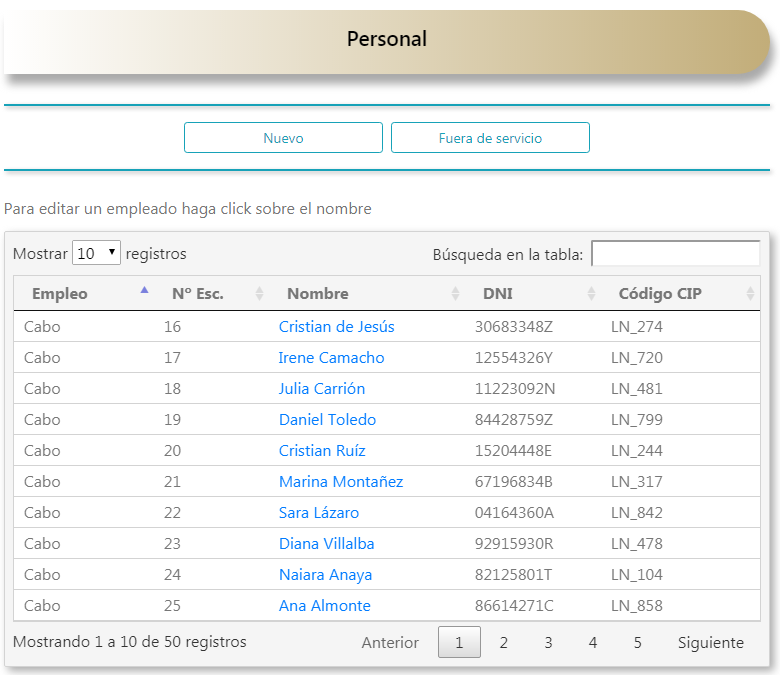 Personal
Nuevo Fuera de servicio
Para editar un empleado haga click sobre el nombre
Mostrar 10 registros Búsqueda en la tabla:
Empleo Nº Esc. Nombre DNI Código CIP
Cabo 16 Cristian de Jesús 30683348Z LN_274
Cabo 17 Irene Camacho 12554326Y LN_720
Cabo 18 Julia Carrión 11223092N LN_481
Cabo 19 Daniel Toledo 84428759Z LN_799
Cabo 20 Cristian Ruíz 15204448E LN_244
Cabo 21 Marina Montañez 67196834B LN_317
Cabo 22 Sara Lázaro 04164360A LN_842
Cabo 23 Diana Villalba 92915930R LN_478
Cabo 24 Naiara Anaya 82125801T LN_104
Cabo 25 Ana Almonte 86614271C LN_858
Mostrando 1 a 10 de 50 registros Anterior 1 2 3 4 5 Siguiente